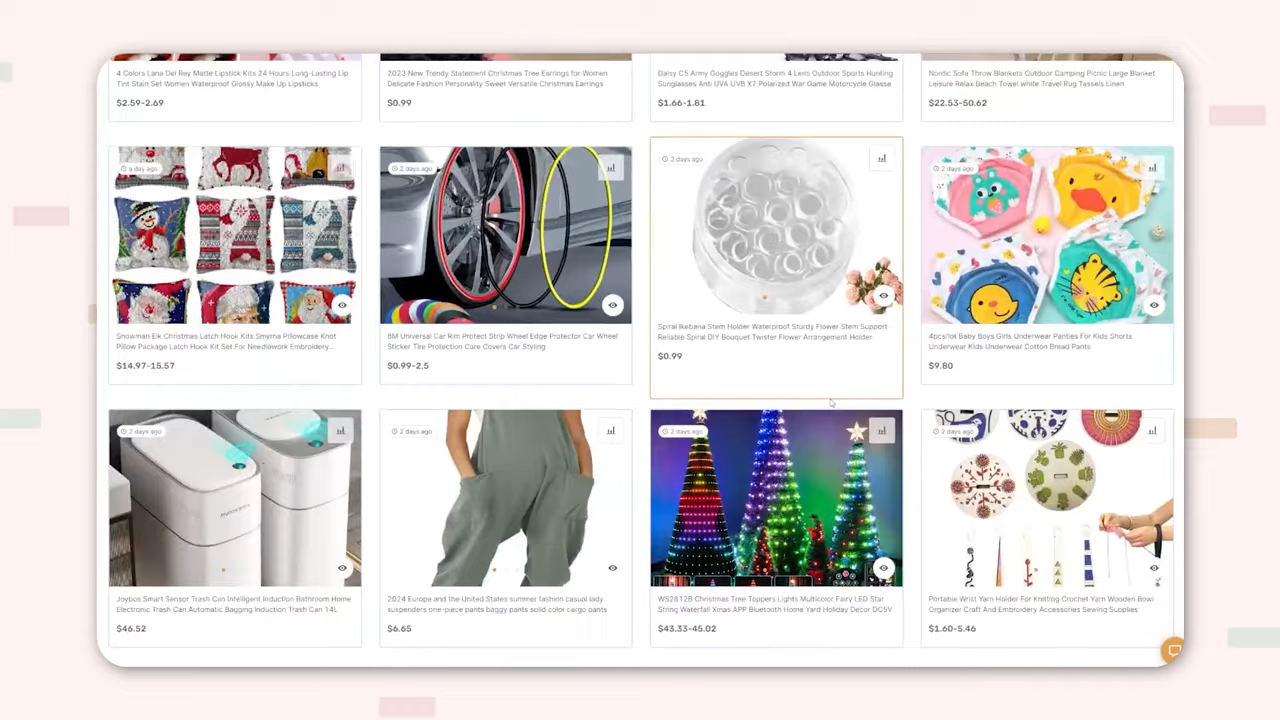 4 Colors Lana Del Rey Matte Lipstick Kits 24 Hours Long-Lasting Lip
Tint Stain Set Women Waterproof Glossy Make Up Lipsticks
$2.59-2.69
2023 New Trendy Statement Christmas Tree Earrings for Women
Delicate Fashion Personality Sweet Versatile Christmas Earrings
$0.99
Daisy C5 Army Goggles Desert Storm 4 Lens Outdoor Sports Hunting
Sunglasses Anti UVA UVB X7 Polarized War Game Motorcycle Glasse
$1.66-1.81
Nordic Sofa Throw Blankets Outdoor Camping Picnic Large Blanket
Leisure Relax Beach Towel white Travel Rug Tassels Linen
$22.53-50.62
a day ago
Snowman Elk Christmas Latch Hook Kits Smyrna Pillowcase Knot
Pillow Package Latch Hook Kit Set For Needlework Embroidery...
$14.97-15.57
2 days ago
8M Universal Car Rim Protect Strip Wheel Edge Protector Car Wheel
Sticker Tire Protection Care Covers Car Styling
$0.99-2.5
2 days ago
Spiral Ikebana Stem Holder Waterproof Sturdy Flower Stem Support
Reliable Spiral DIY Bouquet Twister Flower Arrangement Holder
$0.99
2 days ago
4pcs/lot Baby Boys Girls Underwear Panties For Kids Shorts
Underwear Kids Underwear Cotton Bread Pants
$9.80
2 days ago
Joybos Smart Sensor Trash Can Intelligent Induction Bathroom Home
Electronic Trash Can Automatic Bagging Induction Trash Can 14L
$46.52
2 days ago
2024 Europe and the United States summer fashion casual lady
suspenders one-piece pants baggy pants solid color cargo pants
$6.65
2 days ago
WS2812B Christmas Tree Toppers Lights Multicolor Fairy LED Star
String Waterfall Xmas APP Bluetooth Home Yard Holiday Decor DC5V
$43.33-45.02
2 days ago
Portable Wrist Yarn Holder For Knitting Crochet Yarn Wooden Bowl
Organizer Craft And Embroidery Accessories Sewing Supplies
$1.60-5.46